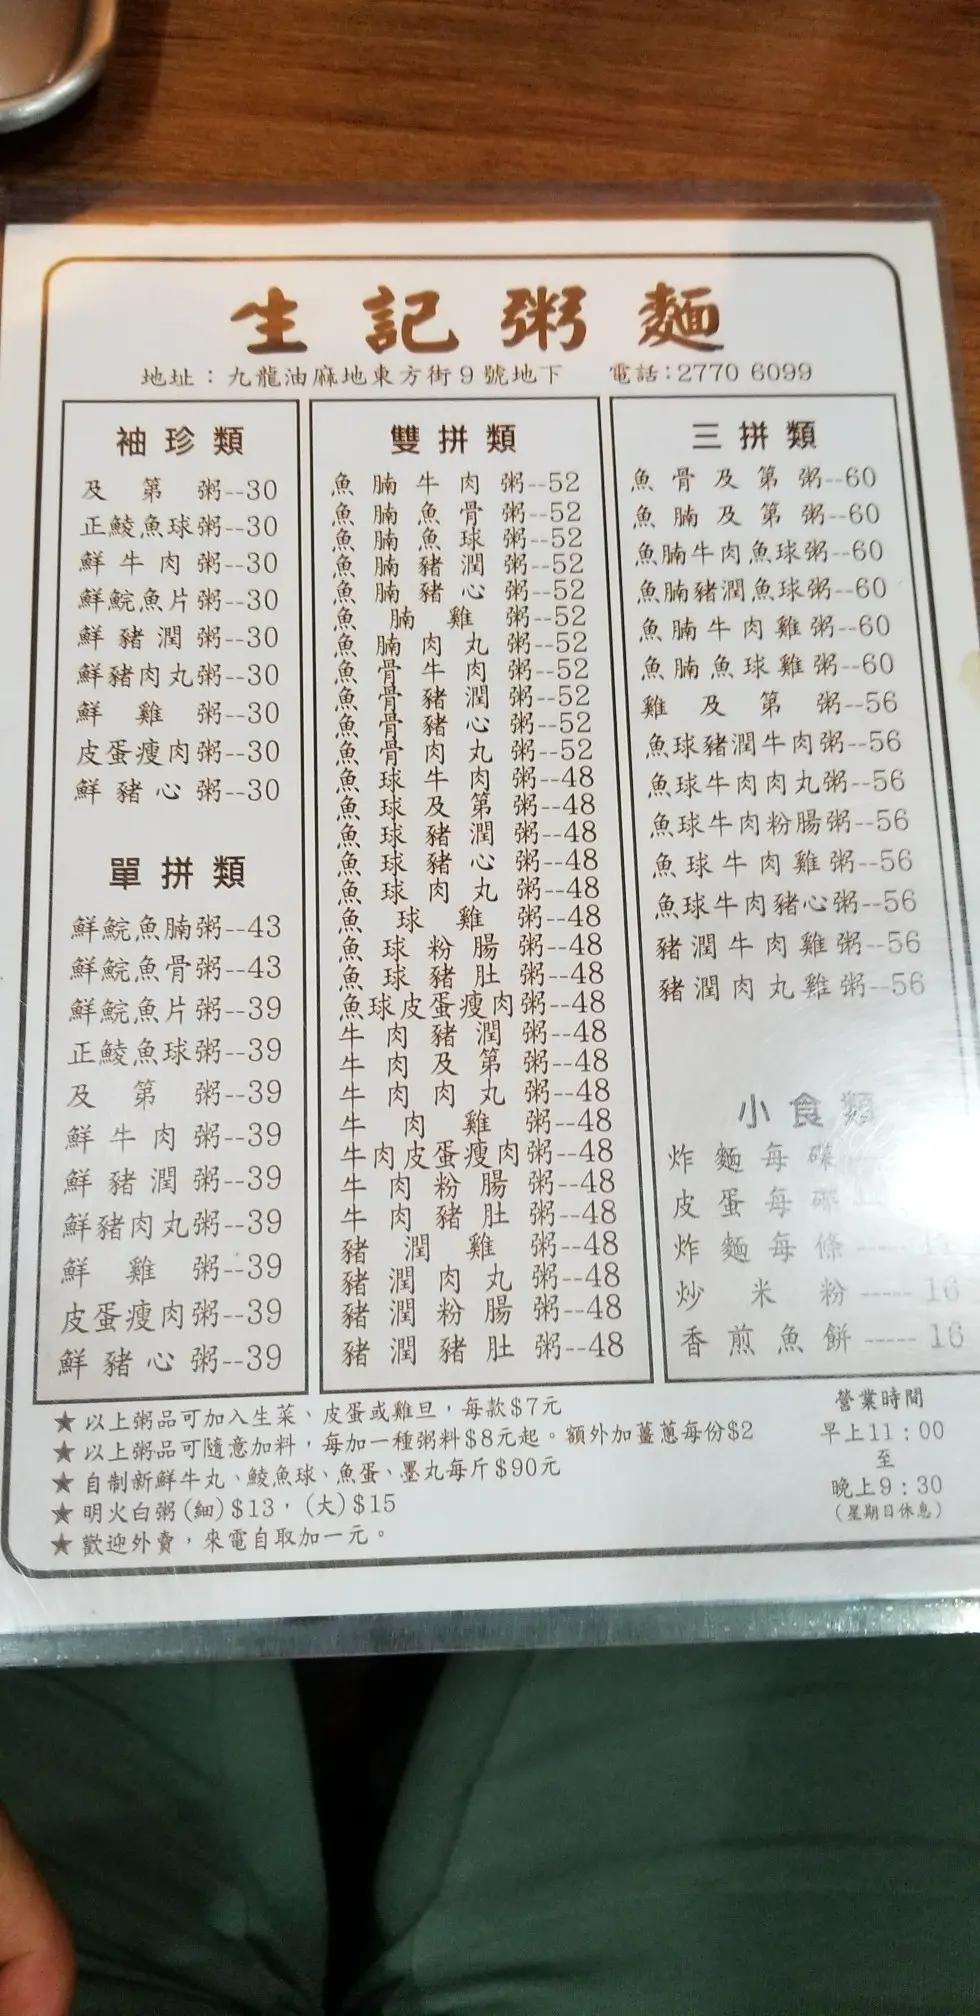 生記粥麵
地址：九龍油麻地東方街9號地下 電話:2770 6099
袖珍類
及第粥--30
正鯪魚球粥--30
鮮牛肉粥--30
鮮鯇魚片粥--30
鮮豬潤粥--30
鮮豬肉丸粥--30
鮮雞粥--30
皮蛋瘦肉粥--30
鮮豬心粥--30
單拼類
鮮鯇魚腩粥--43
鮮鯇魚骨粥--43
鮮鯇魚片粥--39
正鯪魚球粥--39
及第粥--39
鮮牛肉粥--39
鮮豬潤粥--39
鮮豬肉丸粥--39
鮮雞粥--39
皮蛋瘦肉粥--39
鮮豬心粥--39
雙拼類
魚腩牛肉粥--52
魚腩魚骨粥--52
魚腩魚球粥--52
魚腩豬潤粥--52
魚腩豬心粥--52
魚腩雞粥--52
魚腩肉丸粥--52
魚骨牛肉粥--52
魚骨豬潤粥--52
魚骨豬心粥--52
魚骨肉丸粥--52
魚球牛肉粥--48
魚球及第粥--48
魚球豬潤粥--48
魚球豬心粥--48
魚球肉丸粥--48
魚球雞粥--48
魚球粉腸粥--48
魚球豬肚粥--48
魚球皮蛋瘦肉粥--48
牛肉豬潤粥--48
牛肉及第粥--48
牛肉肉丸粥--48
牛肉雞粥--48
牛肉皮蛋瘦肉粥--48
牛肉粉腸粥--48
牛肉豬肚粥--48
豬潤雞粥--48
豬潤肉丸粥--48
豬潤粉腸粥--48
豬潤豬肚粥--48
三拼類
魚骨及第粥--60
魚腩及第粥--60
魚腩牛肉魚球粥--60
魚腩豬潤魚球粥--60
魚腩牛肉雞粥--60
魚腩魚球雞粥--60
雞及第粥--56
魚球豬潤牛肉粥--56
魚球牛肉肉丸粥--56
魚球牛肉粉腸粥--56
魚球牛肉雞粥--56
魚球牛肉豬心粥--56
豬潤牛肉雞粥--56
豬潤肉丸雞粥--56
小食類
炸麵每碟
皮蛋每
炸麵每條----
炒米粉-----16
香煎魚餅-----16
★以上粥品可加入生菜、皮蛋或雞旦，每款$7元
★以上粥品可隨意加料，每加一種粥料$8元起。額外加薑蔥每份$2
★自制新鮮牛丸、鯪魚球、魚蛋、墨丸每斤$90元
★明火白粥(細)$13，(大)$15
★歡迎外賣，來電自取加一元。
營業時間
早上11：00
至
晚上9：30
(星期日休息)